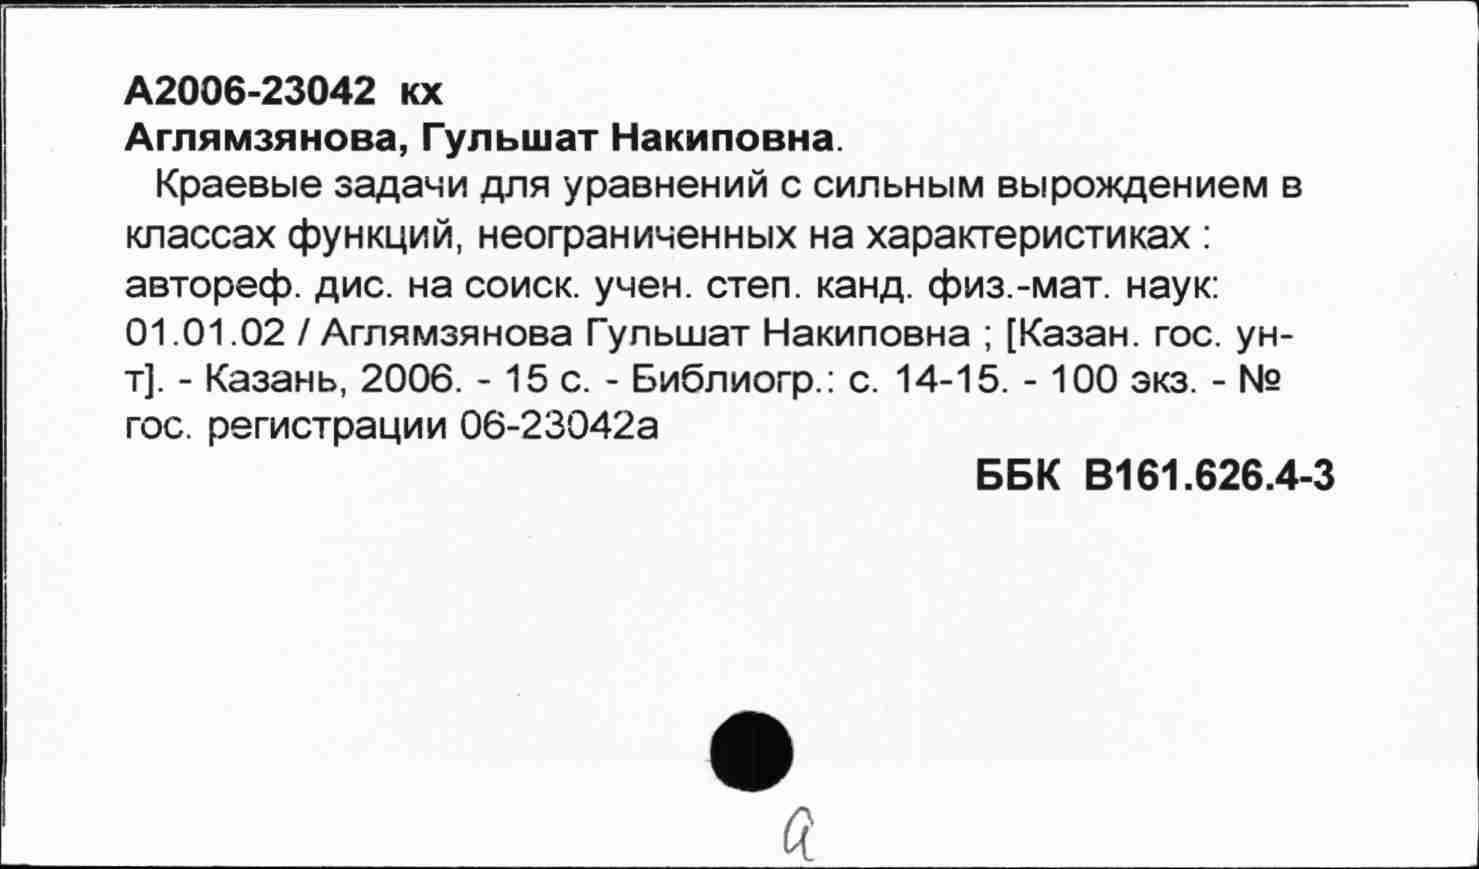 А2006-23042 кх
Аглямзянова, Гульшат Накиповна.
Краевые задачи для уравнений с сильным вырождением в
классах функций, неограниченных на характеристиках :
автореф. дис. на соиск. учен. степ. канд. физ.-мат. наук:
01.01.02 / Аглямзянова Гульшат Накиповна ; [Казан. гос. ун-
т]. - Казань, 2006. - 15 с. - Библиогр.: с. 14-15. - 100 экз. - №
гос. регистрации 06-23042а
ББК В161.626.4-3
а